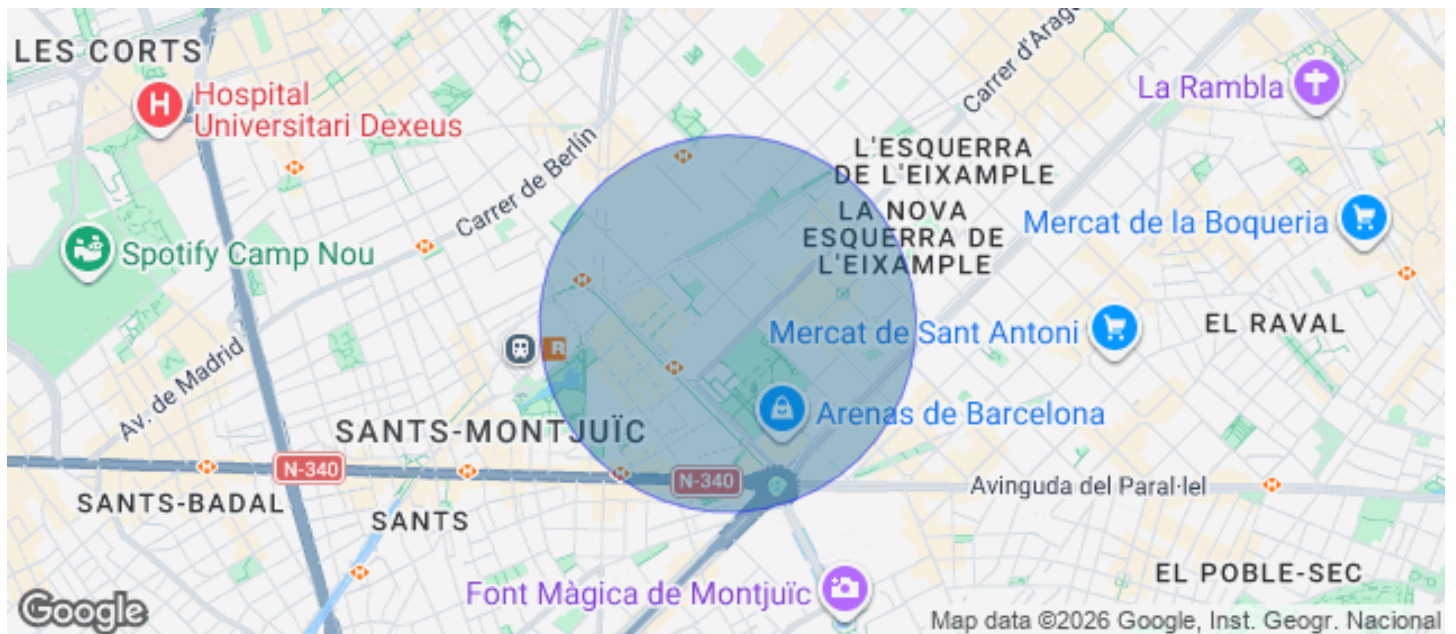 LES CORTS
Hospital
Universitari Dexeus
Carrer d'Arag
La Rambla
Carrer de Berlín
L'ESQUERRA
DE L'EIXAMPLE
LA NOVA
ESQUERRA DE
L'EIXAMPLE
Mercat de la Boqueria
Spotify Camp Nou
Mercat de Sant Antoni
EL RAVAL
R
Av. de Madrid
Arenas de Barcelona
SANTS-MONTJUÏC
N-340
N-340
Avinguda del Paral·lel
SANTS-BADAL
SANTS
EL POBLE-SEC
Font Màgica de Montjuïc
Google
Map data ©2026 Google, Inst. Geogr. Nacional